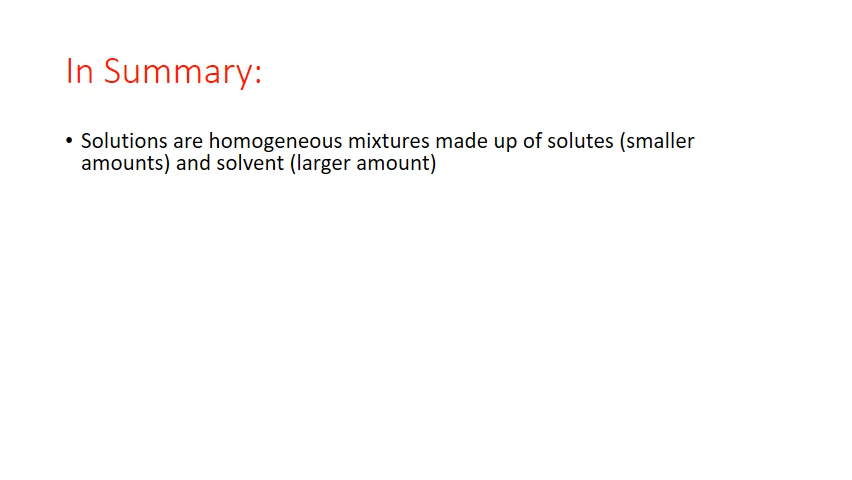 In Summary:
• Solutions are homogeneous mixtures made up of solutes (smaller
amounts) and solvent (larger amount)